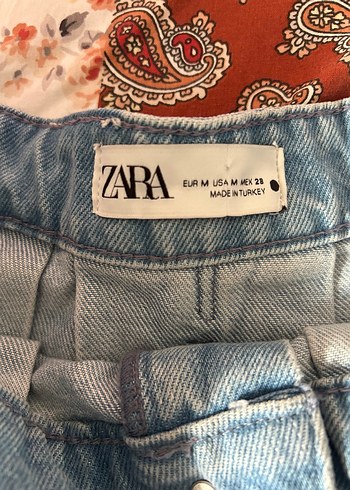 ZARA
EUR M USA M MEX 28
MADE IN TURKEY